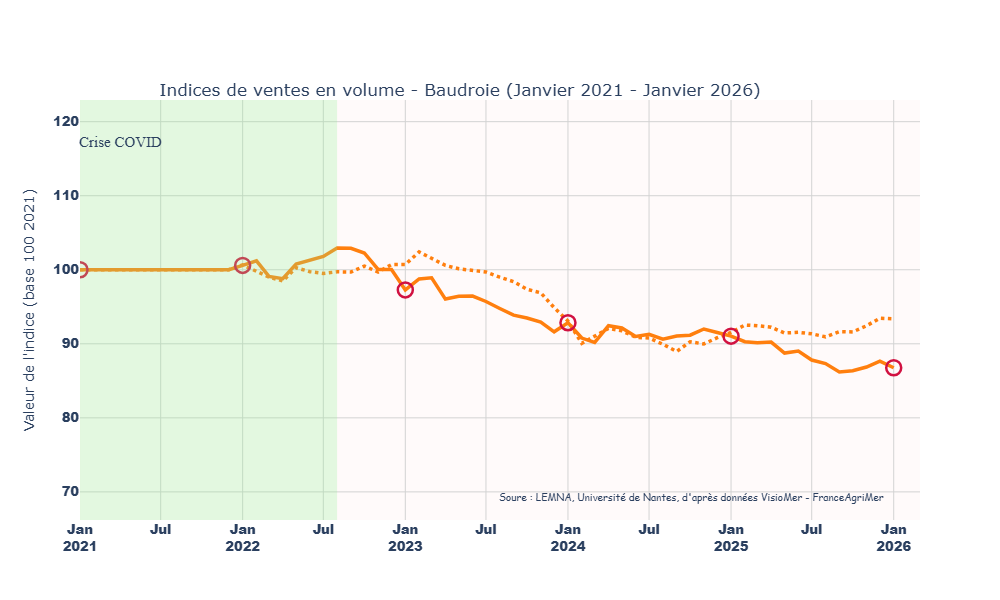 Indices de ventes en volume - Baudroie (Janvier 2021 - Janvier 2026)
120
Crise COVID
110
100
90
80
70
Valeur de l'Indice (base 100 2021)
Soure : LEMNA, Université de Nantes, d'après données VisioMer - FranceAgriMer
Jan Jul Jan Jul Jan Jul Jan Jul Jan Jul Jan
2021 2022 2023 2024 2025 2026